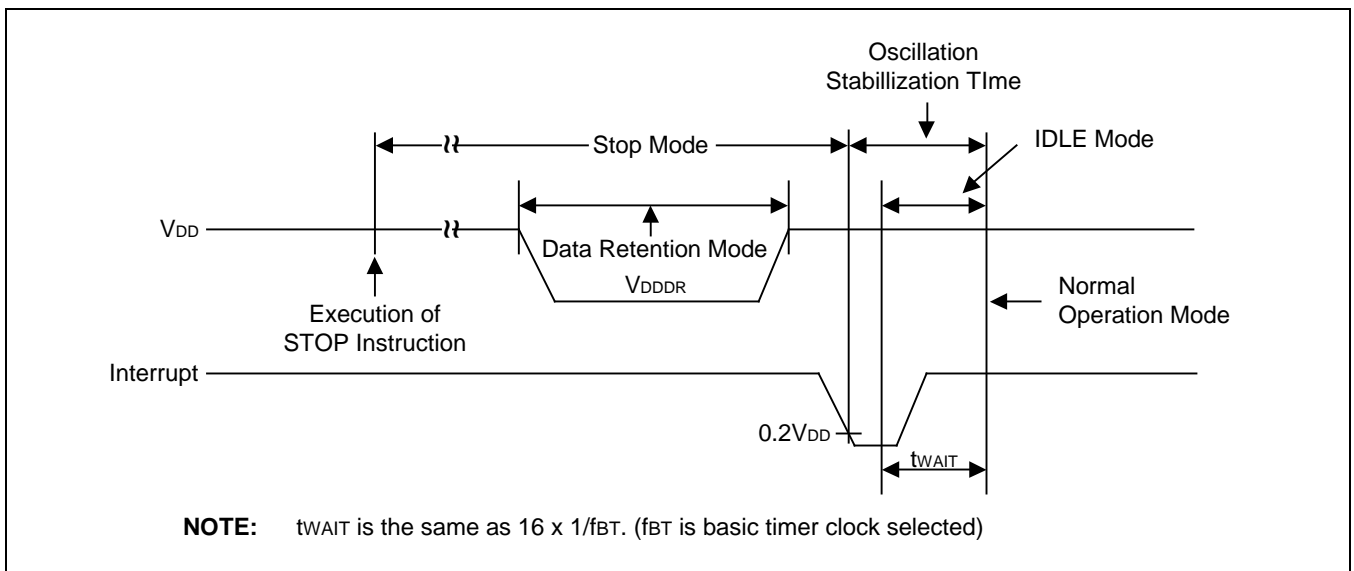 Oscillation
Stabillization TIme
Stop Mode
IDLE Mode
VDD
Data Retention Mode
VDDDR
Execution of
STOP Instruction
Normal
Operation Mode
Interrupt
0.2VDD
tWAIT
NOTE: tWAIT is the same as 16 x 1/fBT. (fBT is basic timer clock selected)